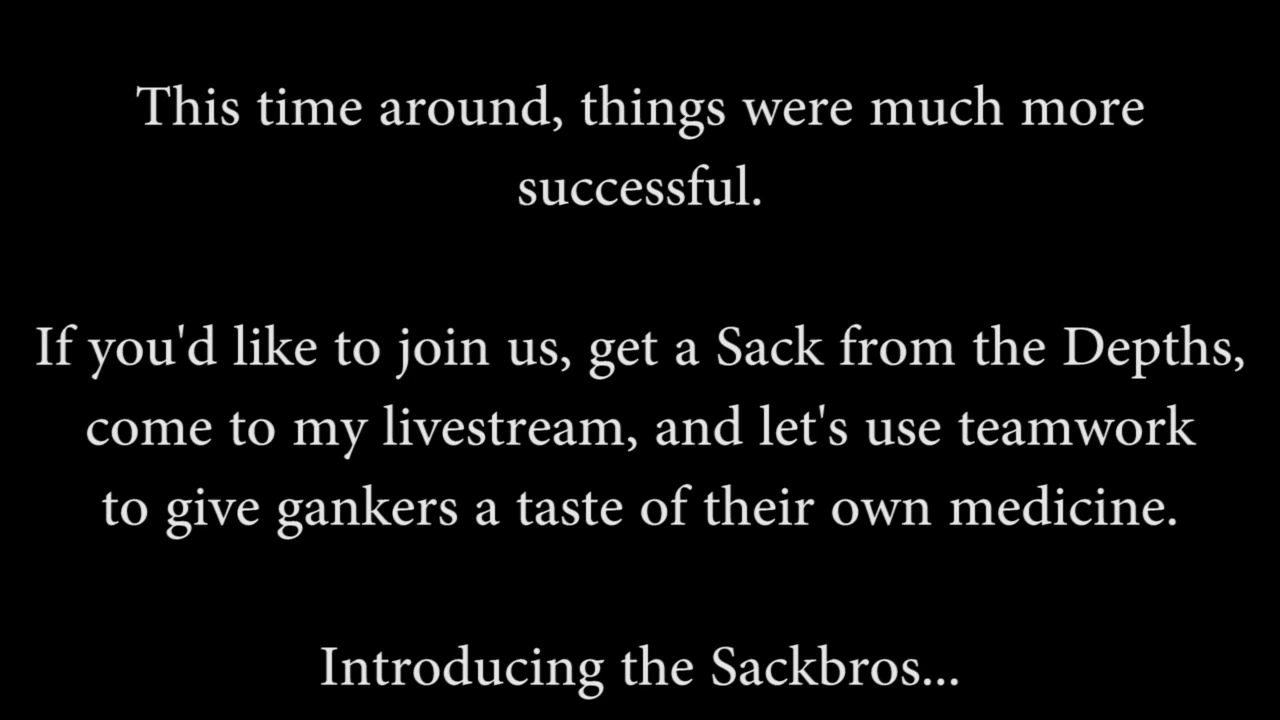 This time around, things were much more
successful.
If you'd like to join us, get a Sack from the Depths,
come to my livestream, and let's use teamwork
to give gankers a taste of their own medicine.
Introducing the Sackbros...